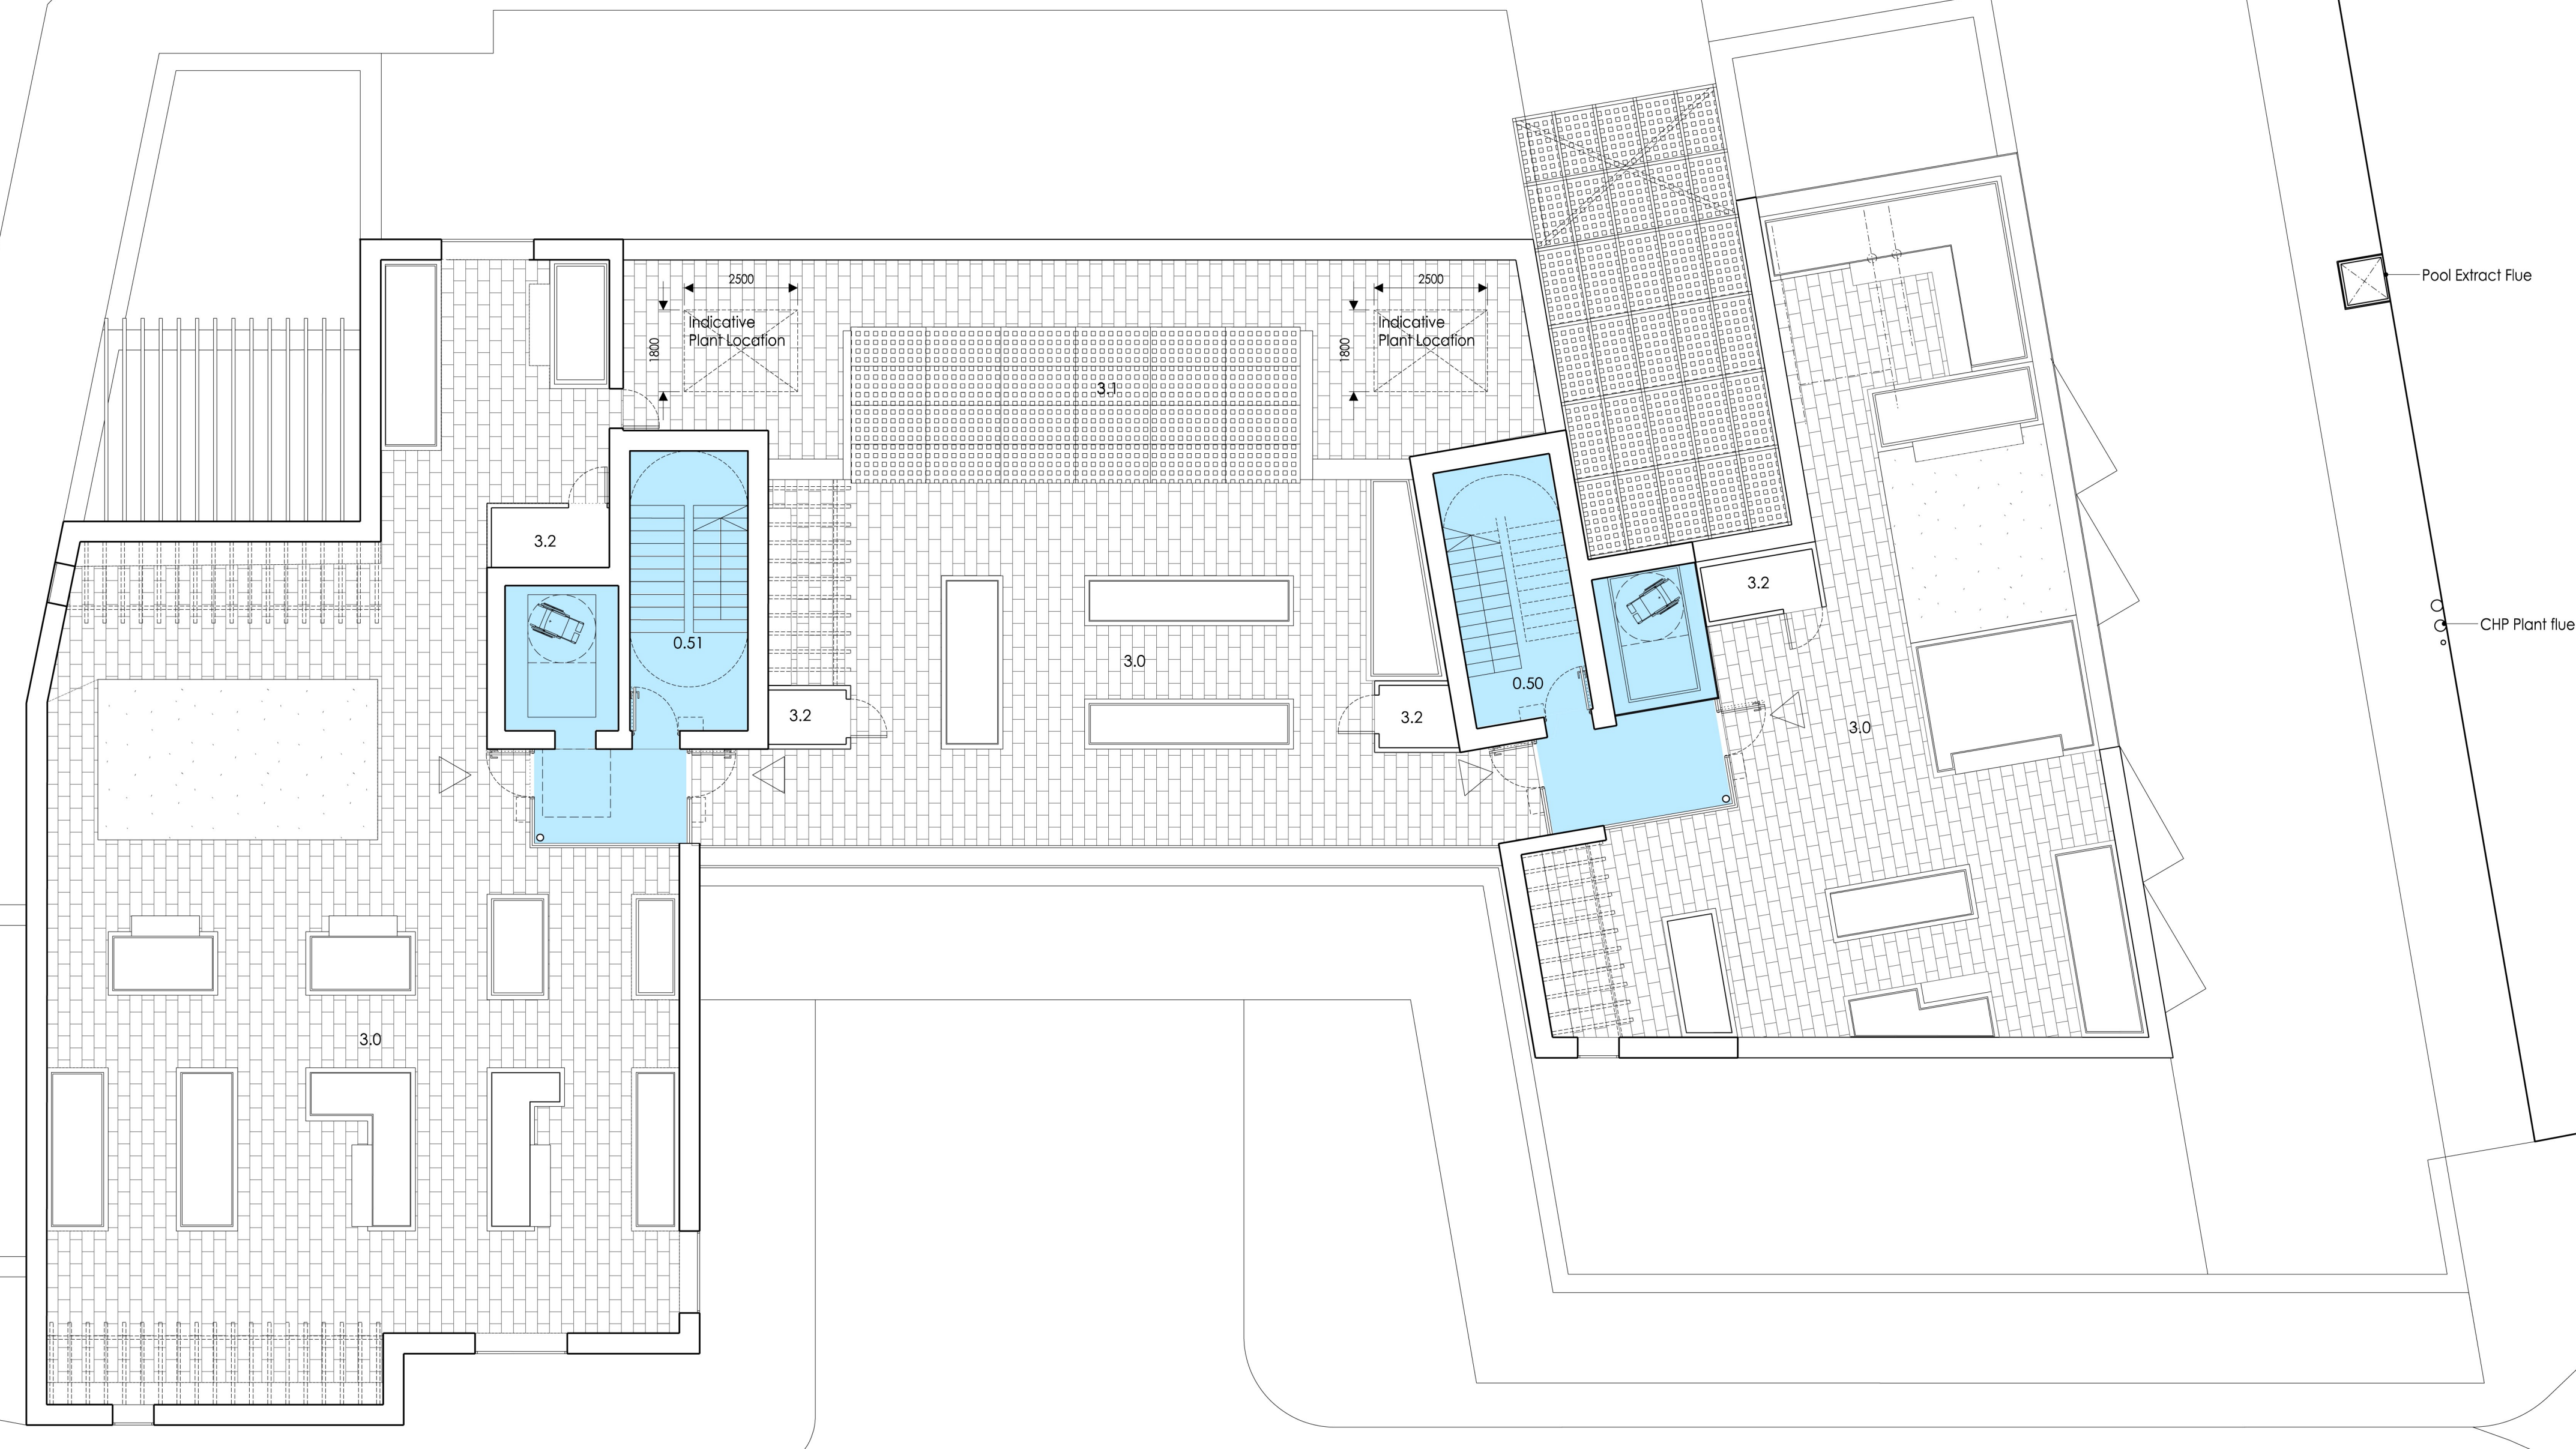 2500
2500
Pool Extract Flue
Indicative
Plant Location
1800
Indicative
Plant Location
1800
3.1
3.2
3.2
0.51
CHP Plant flue
3.0
0.50
3.2
3.2
3.0
3.0